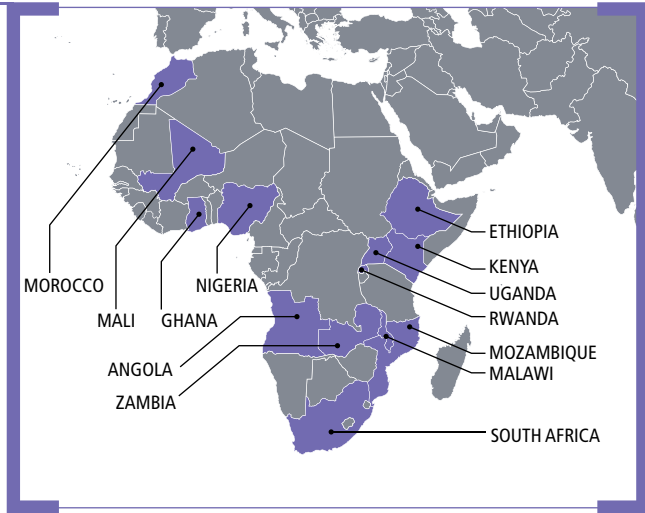 MOROCCO
MALI
GHANA
NIGERIA
ANGOLA
ZAMBIA
ETHIOPIA
KENYA
UGANDA
RWANDA
MOZAMBIQUE
MALAWI
SOUTH AFRICA